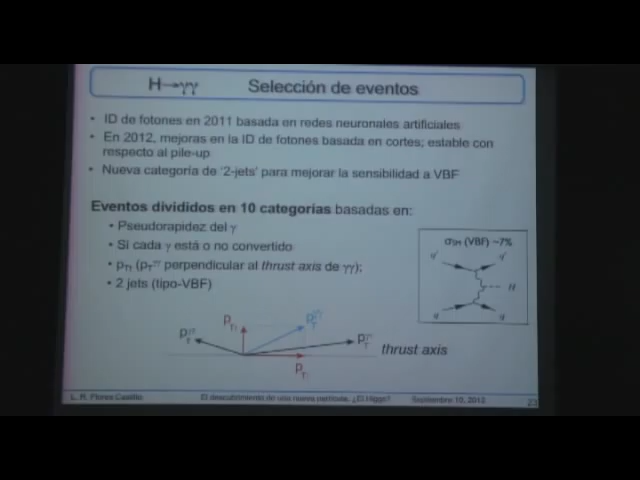 H→γγ Selección de eventos
• ID de fotones en 2011 basada en redes neuronales artificiales
• En 2012, mejoras en la ID de fotones basada en cortes; estable con
respecto al pile-up
• Nueva categoría de '2-jets' para mejorar la sensibilidad a VBF
Eventos divididos en 10 categorías basadas en:
• Pseudorapidez del γ
• Si cada γ está o no convertido
• pTt (pTγγ perpendicular al thrust axis de γγ);
• 2 jets (tipo-VBF)
σSM (VBF) ~7%
q' q'
H
q q
thrust axis
L. R. Flores Castillo El descubrimiento de una nueva partícula. ¿El Higgs? Septiembre 10, 2012 23